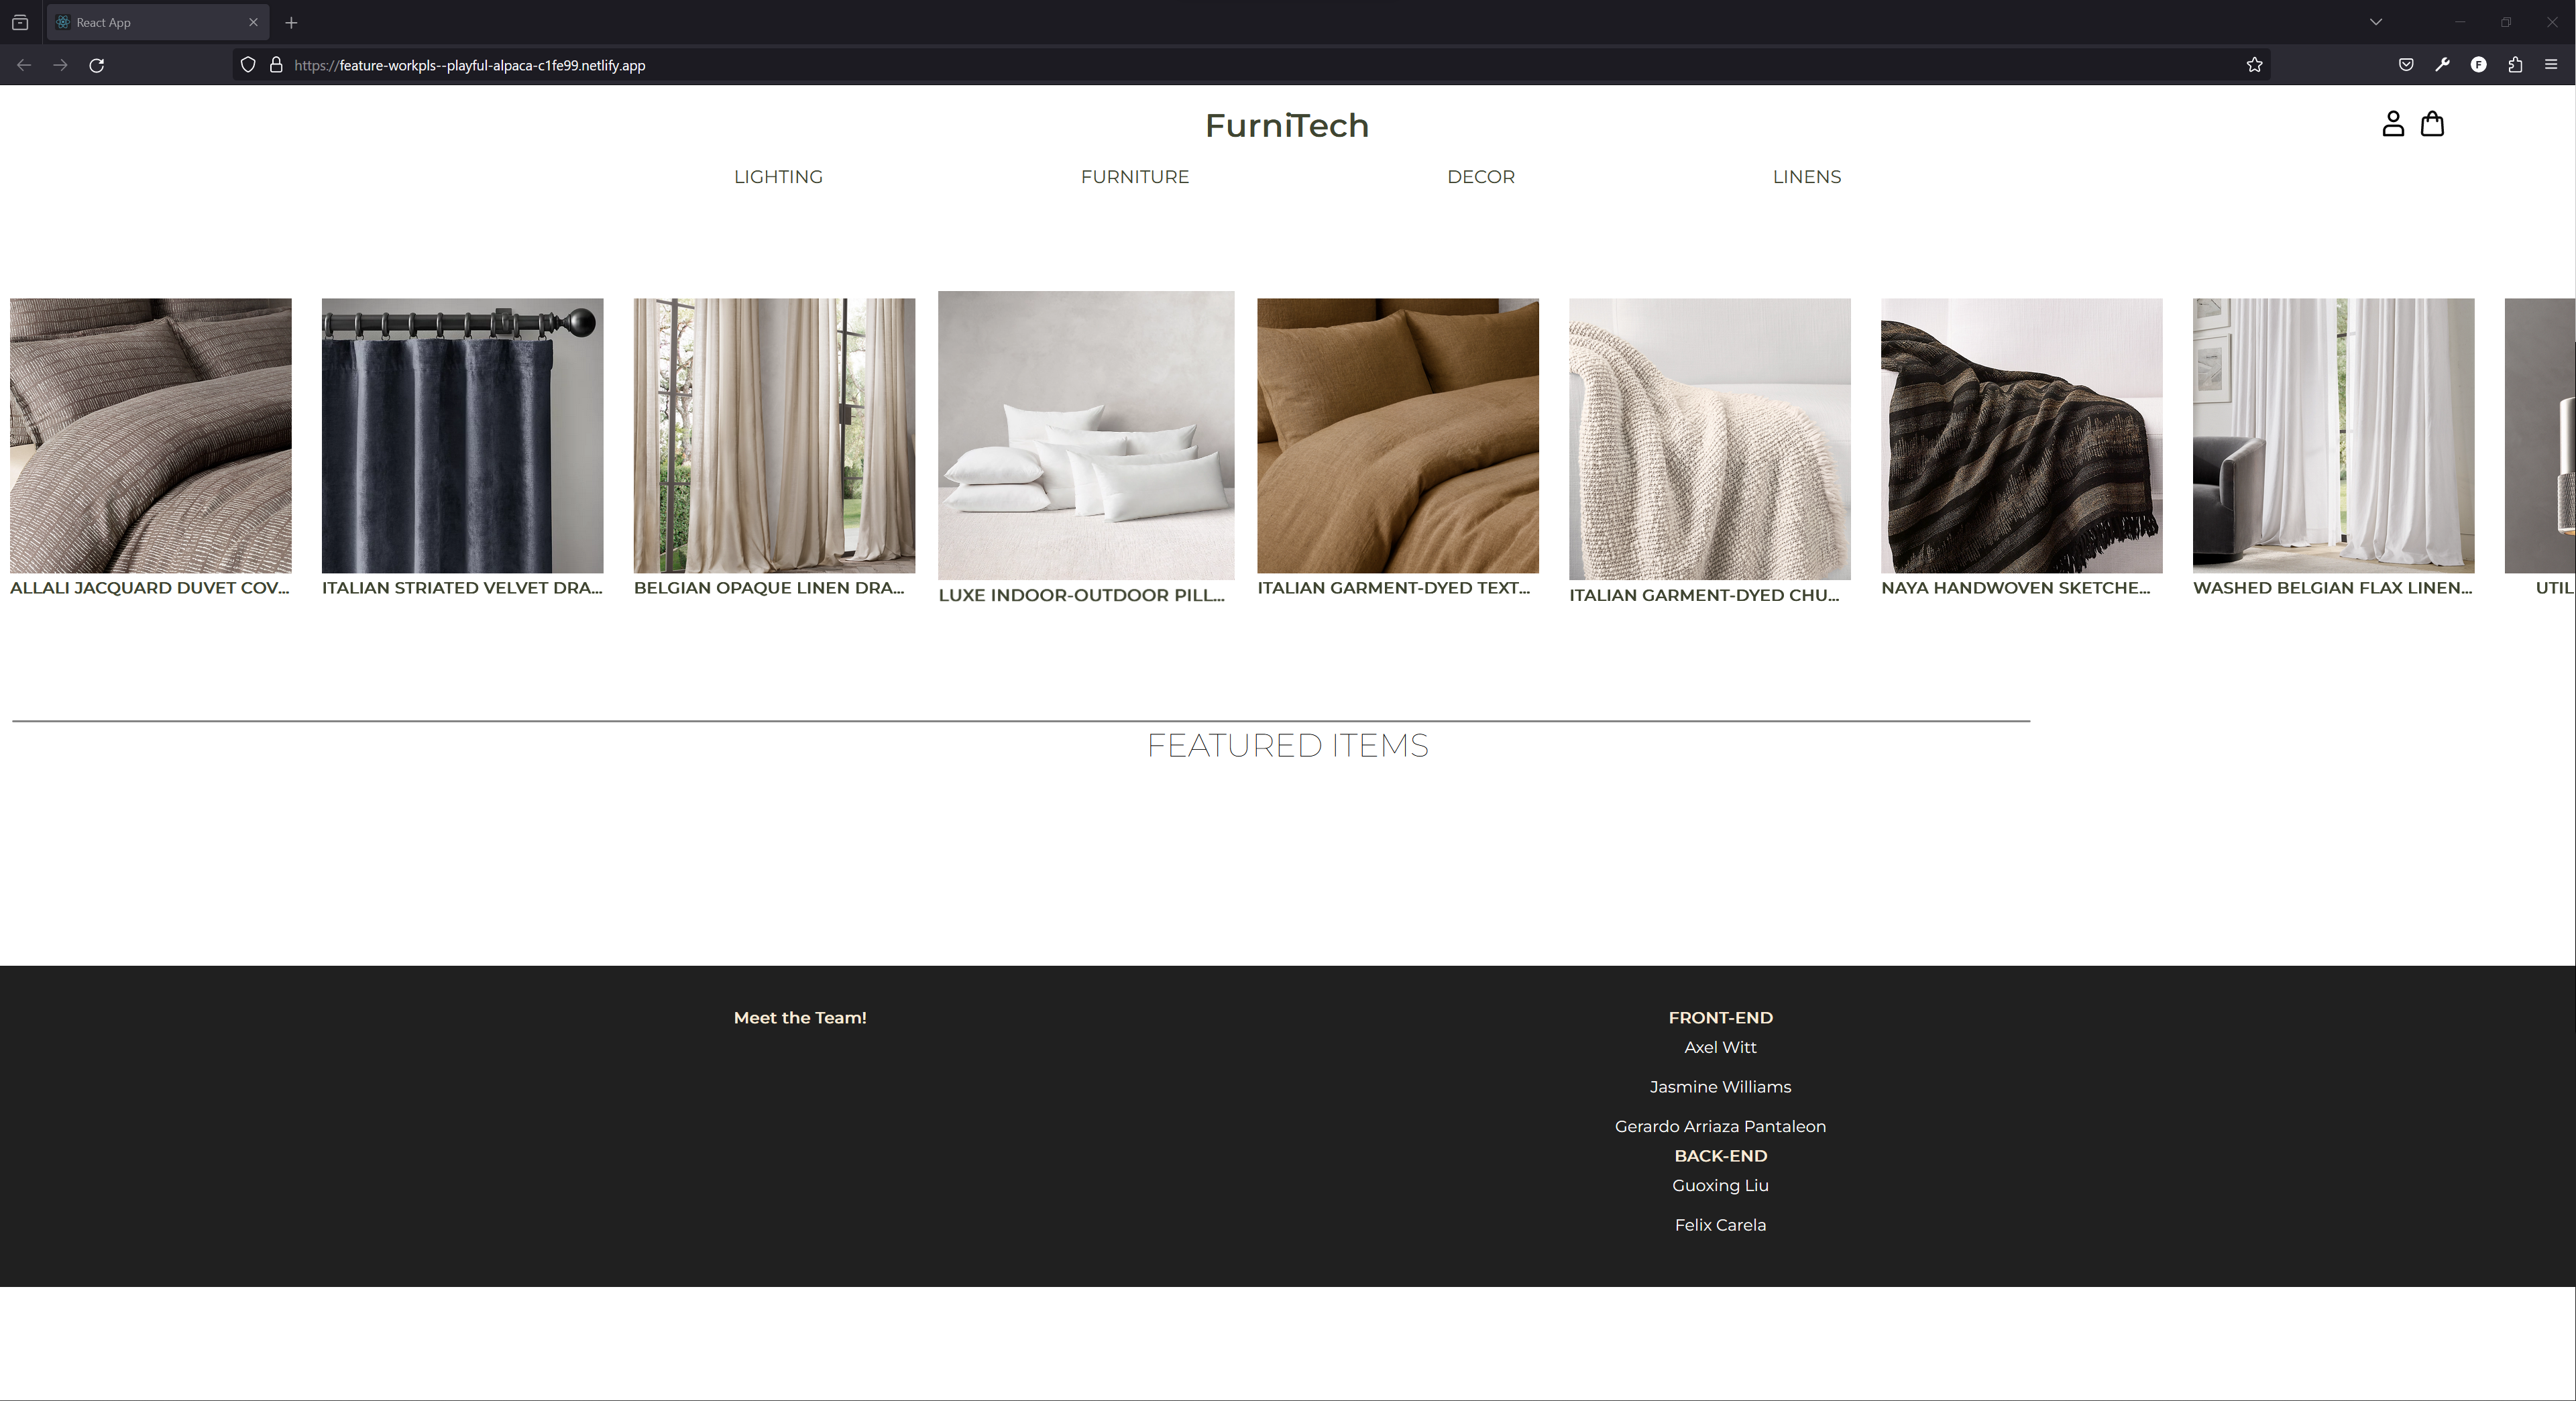 React App
https://feature-workpls--playful-alpaca-c1fe99.netlify.app
F
FurniTech
LIGHTING FURNITURE DECOR LINENS
ALLALI JACQUARD DUVET COV... ITALIAN STRIATED VELVET DRA... BELGIAN OPAQUE LINEN DRA... LUXE INDOOR-OUTDOOR PILL... ITALIAN GARMENT-DYED TEXT... ITALIAN GARMENT-DYED CHU... NAYA HANDWOVEN SKETCHE... WASHED BELGIAN FLAX LINEN... UTIL
FEATURED ITEMS
Meet the Team!
FRONT-END
Axel Witt
Jasmine Williams
Gerardo Arriaza Pantaleon
BACK-END
Guoxing Liu
Felix Carela